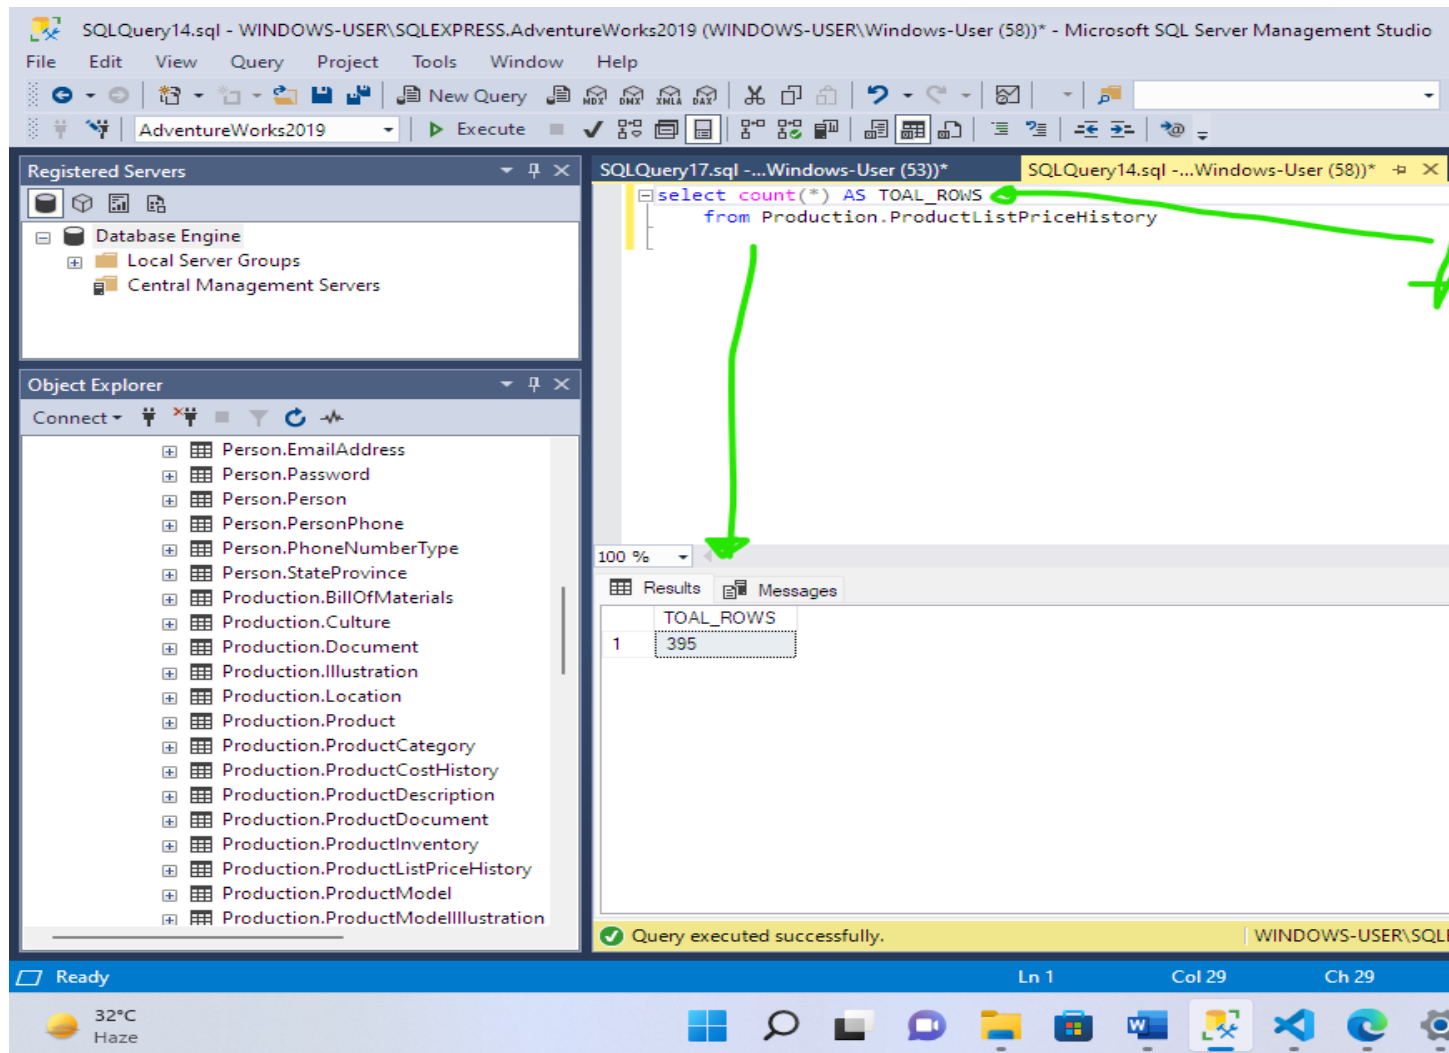 SQLQuery14.sql - WINDOWS-USER\SQLEXPRESS.AdventureWorks2019 (WINDOWS-USER\Windows-User (58))* - Microsoft SQL Server Management Studio
File Edit View Query Project Tools Window Help
New Query MDX DMX XMLA DAX
AdventureWorks2019 Execute
Registered Servers
Database Engine
Local Server Groups
Central Management Servers
Object Explorer
Connect
Person.EmailAddress
Person.Password
Person.Person
Person.PersonPhone
Person.PhoneNumberType
Person.StateProvince
Production.BillOfMaterials
Production.Culture
Production.Document
Production.Illustration
Production.Location
Production.Product
Production.ProductCategory
Production.ProductCostHistory
Production.ProductDescription
Production.ProductDocument
Production.ProductInventory
Production.ProductListPriceHistory
Production.ProductModel
Production.ProductModelIllustration
SQLQuery17.sql -...Windows-User (53))* SQLQuery14.sql -...Windows-User (58))*
select count(*) AS TOAL_ROWS
from Production.ProductListPriceHistory
100 %
Results Messages
TOAL_ROWS
1 395
Query executed successfully. WINDOWS-USER\SQLE
Ready Ln 1 Col 29 Ch 29
32°C
Haze